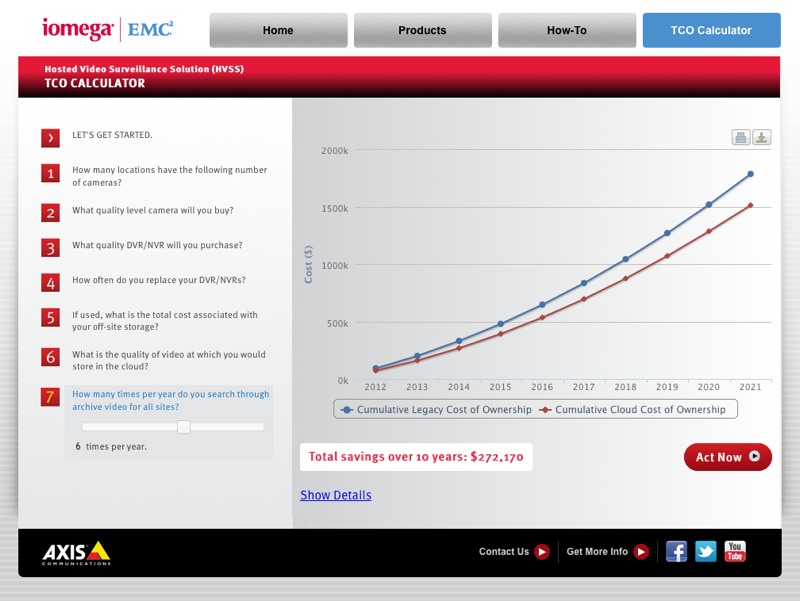 iomega EMC²
Home
Products
How-To
TCO Calculator
Hosted Video Surveillance Solution (HVSS)
TCO CALCULATOR
LET'S GET STARTED.
1 How many locations have the following number
of cameras?
2 What quality level camera will you buy?
3 What quality DVR/NVR will you purchase?
4 How often do you replace your DVR/NVRs?
5 If used, what is the total cost associated with
your off-site storage?
6 What is the quality of video at which you would
store in the cloud?
7 How many times per year do you search through
archive video for all sites?
6 times per year.
Cost ($)
2000k
1500k
1000k
500k
0k
2012 2013 2014 2015 2016 2017 2018 2019 2020 2021
Cumulative Legacy Cost of Ownership Cumulative Cloud Cost of Ownership
Total savings over 10 years: $272,170
Act Now
Show Details
AXIS
COMMUNICATIONS
Contact Us
Get More Info
f
You
Tube